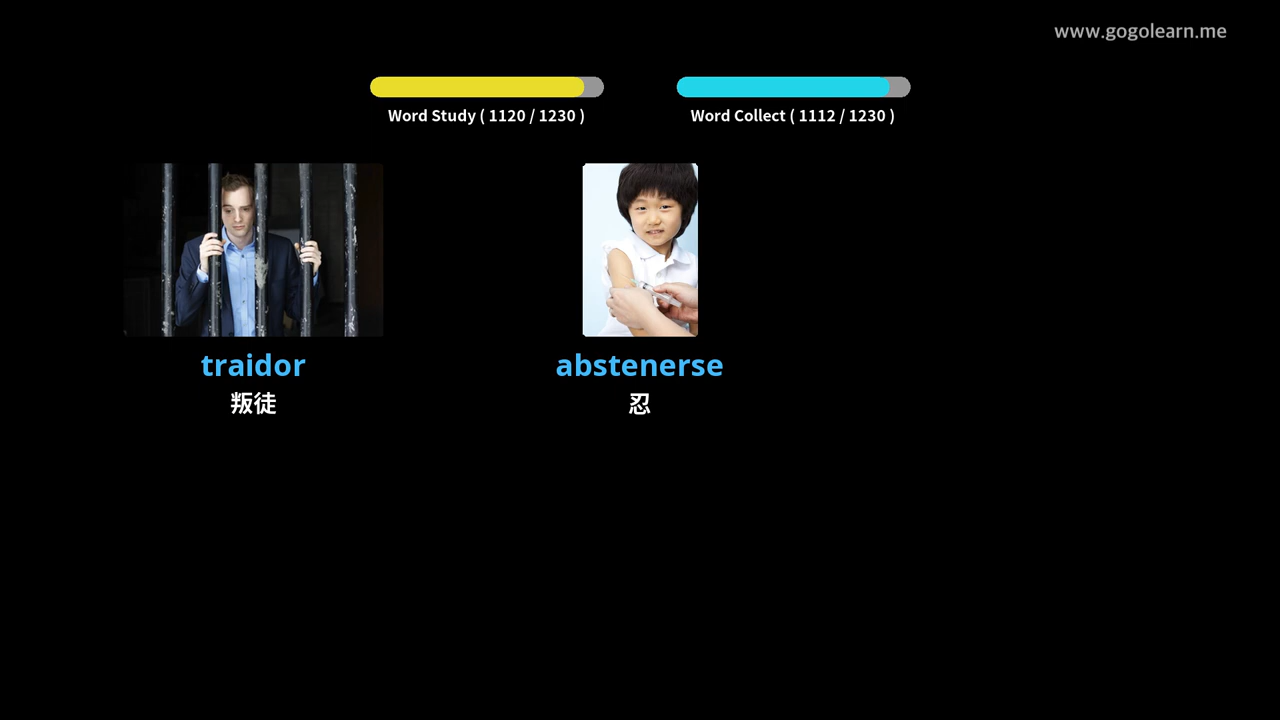 www.gogolearn.me
Word Study ( 1120 / 1230 )
Word Collect ( 1112 / 1230 )
traidor
叛徒
abstenerse
忍